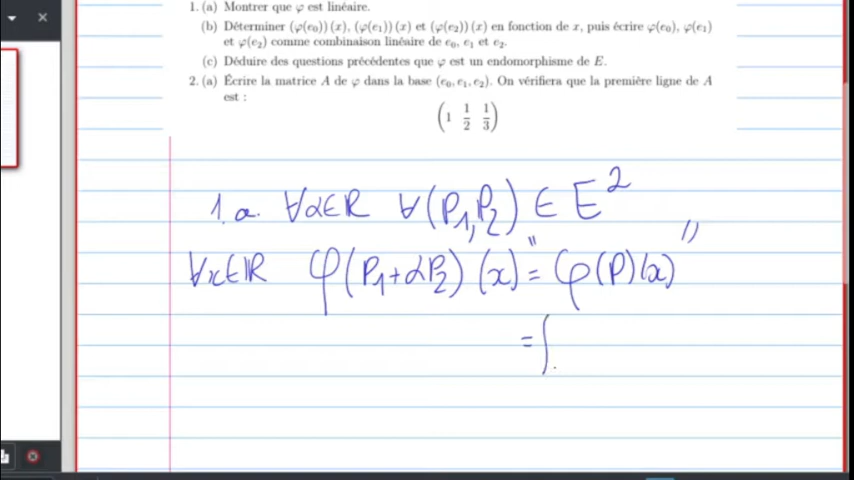 1. (a) Montrer que φ est linéaire.
(b) Déterminer (φ(e₀))(x), (φ(e₁))(x) et (φ(e₂))(x) en fonction de x, puis écrire φ(e₀), φ(e₁)
et φ(e₂) comme combinaison linéaire de e₀, e₁ et e₂.
(c) Déduire des questions précédentes que φ est un endomorphisme de E.
2. (a) Écrire la matrice A de φ dans la base (e₀, e₁, e₂). On vérifiera que la première ligne de A
est :
(1 1/2 1/3)
1.a. ∀α∈ℝ ∀(P₁,P₂) ∈ E²
∀x∈ℝ φ(P₁+αP₂)(x) "= φ(P)(x)"
= ∫